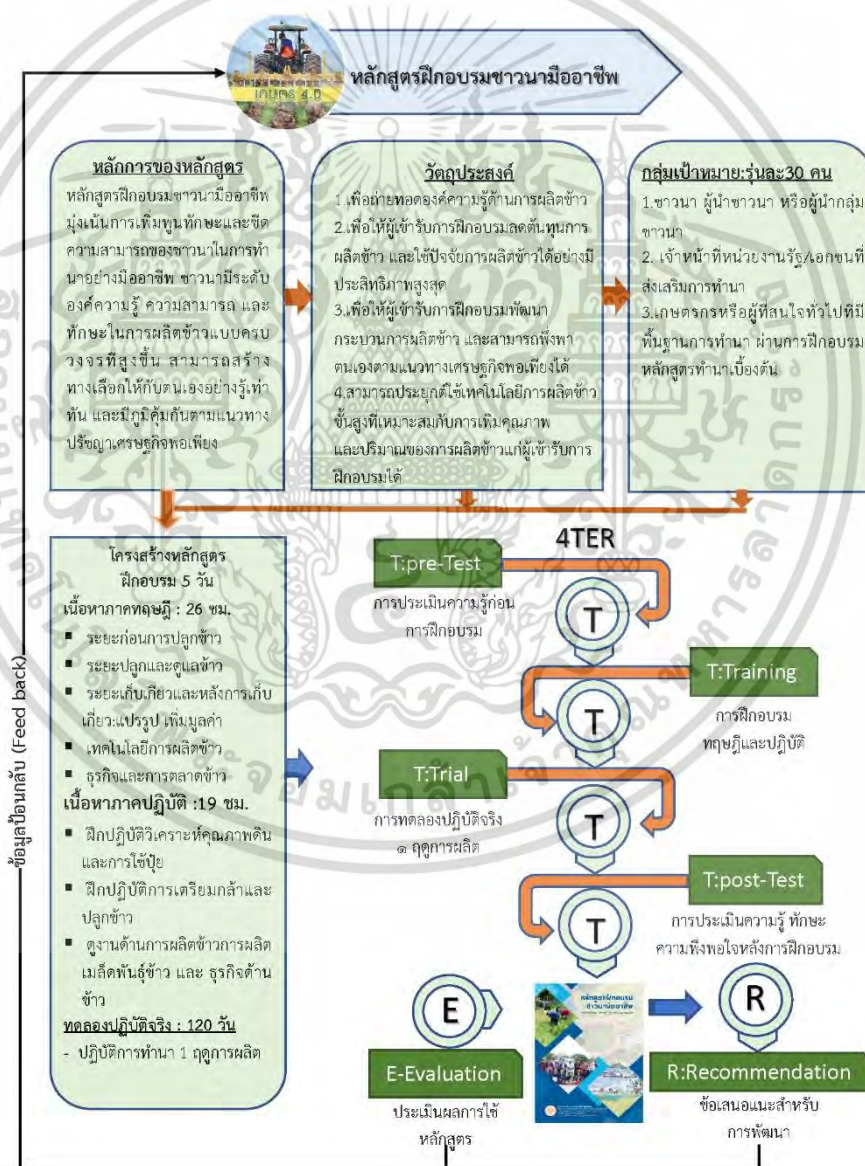 เกษตร 4.0
หลักสูตรฝึกอบรมชาวนามืออาชีพ
หลักการของหลักสูตร
หลักสูตรฝึกอบรมชาวนามืออาชีพ
มุ่งเน้นการเพิ่มพูนทักษะและขีด
ความสามารถของชาวนาในการทำ
นาอย่างมืออาชีพ ชาวนามีระดับ
องค์ความรู้ ความสามารถ และ
ทักษะในการผลิตข้าวแบบครบ
วงจรที่สูงขึ้น สามารถสร้าง
ทางเลือกให้กับตนเองอย่างรู้เท่า
ทัน และมีภูมิคุ้มกันตามแนวทาง
ปรัชญาเศรษฐกิจพอเพียง
วัตถุประสงค์
1.เพื่อถ่ายทอดองค์ความรู้ด้านการผลิตข้าว
2.เพื่อให้ผู้เข้ารับการฝึกอบรมลดต้นทุนการ
ผลิตข้าว และใช้ปัจจัยการผลิตข้าวได้อย่างมี
ประสิทธิภาพสูงสุด
3.เพื่อให้ผู้เข้ารับการฝึกอบรมพัฒนา
กระบวนการผลิตข้าว และสามารถพึ่งพา
ตนเองตามแนวทางเศรษฐกิจพอเพียงได้
4.สามารถประยุกต์ใช้เทคโนโลยีการผลิตข้าว
ขั้นสูงที่เหมาะสมกับการเพิ่มคุณภาพ
และปริมาณของการผลิตข้าวแก่ผู้เข้ารับการ
ฝึกอบรมได้
กลุ่มเป้าหมาย:รุ่นละ30 คน
1.ชาวนา ผู้นำชาวนา หรือผู้นำกลุ่ม
ชาวนา
2. เจ้าหน้าที่หน่วยงานรัฐ/เอกชนที่
ส่งเสริมการทำนา
3.เกษตรกรหรือผู้ที่สนใจทั่วไปที่มี
พื้นฐานการทำนา ผ่านการฝึกอบรม
หลักสูตรทำนาเบื้องต้น
โครงสร้างหลักสูตร
ฝึกอบรม 5 วัน
เนื้อหาภาคทฤษฎี : 26 ชม.
▪ ระยะก่อนการปลูกข้าว
▪ ระยะปลูกและดูแลข้าว
▪ ระยะเก็บเกี่ยวและหลังการเก็บ
เกี่ยว:แปรรูป เพิ่มมูลค่า
▪ เทคโนโลยีการผลิตข้าว
▪ ธุรกิจและการตลาดข้าว
เนื้อหาภาคปฏิบัติ :19 ชม.
▪ ฝึกปฏิบัติวิเคราะห์คุณภาพดิน
และการใช้ปุ๋ย
▪ ฝึกปฏิบัติการเตรียมกล้าและ
ปลูกข้าว
▪ ดูงานด้านการผลิตข้าวการผลิต
เมล็ดพันธุ์ข้าว และ ธุรกิจด้าน
ข้าว
ทดลองปฏิบัติจริง : 120 วัน
- ปฏิบัติการทำนา 1 ฤดูการผลิต
4TER
T:pre-Test
การประเมินความรู้ก่อน
การฝึกอบรม
T
T:Training
การฝึกอบรม
ทฤษฎีและปฏิบัติ
T
T:Trial
การทดลองปฏิบัติจริง
๑ ฤดูการผลิต
T
T:post-Test
การประเมินความรู้ ทักษะ
ความพึงพอใจหลังการฝึกอบรม
T
E
E-Evaluation
ประเมินผลการใช้
หลักสูตร
หลักสูตรฝึกอบรม
ชาวนามืออาชีพ
R
R:Recommendation
ข้อเสนอแนะสำหรับ
การพัฒนา
ข้อมูลป้อนกลับ (Feed back)